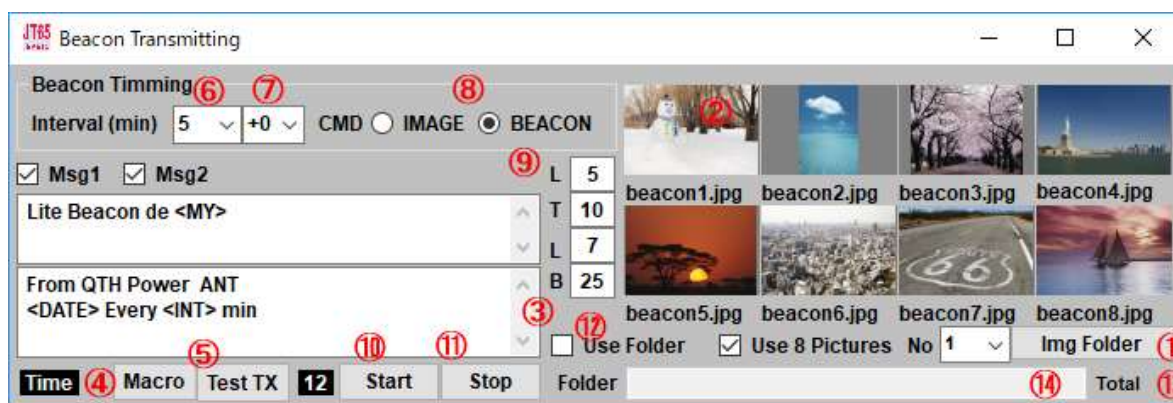 JT65
Beacon Transmitting
Beacon Timming
⑥ ⑦ ⑧
Interval (min) 5 +0 CMD IMAGE BEACON
②
⑨
Msg1 Msg2
L 5
T 10
L 7
B 25
Lite Beacon de <MY>
From QTH Power ANT
<DATE> Every <INT> min
③
beacon1.jpg beacon2.jpg beacon3.jpg beacon4.jpg
66
beacon5.jpg beacon6.jpg beacon7.jpg beacon8.jpg
⑫
Use Folder Use 8 Pictures No 1 Img Folder
⑤ ⑩ ⑪
Time ④ Macro Test TX 12 Start Stop Folder ⑭ Total